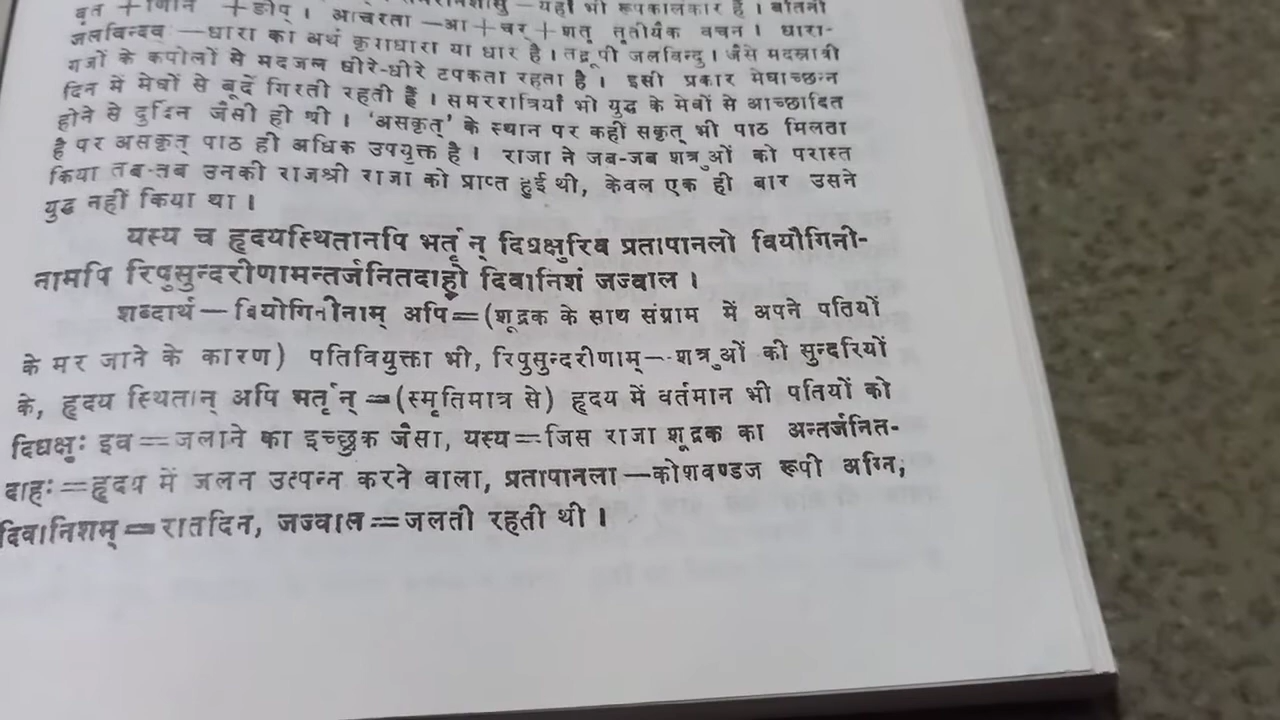 यहाँ भी रूपकालंकार है ।
+ ङीप् । आचरता —आ + चर + शतृ तृतीयैक वचन । धारा-
जलबिन्दव —धारा का अर्थ कृपाधारा या धार है । तद्रूपी जलबिन्दु । जैसे मदस्रावी
गजों के कपोलों से मदजल धीरे-धीरे टपकता रहता है । इसी प्रकार मेघाच्छन्न
दिन में मेघों से बूदें गिरती रहती हैं । समररात्रियाँ भी युद्ध के मेघों से आच्छादित
होने से दुर्दिन जैसी हो थी । 'असकृत्' के स्थान पर कहीं सकृत् भी पाठ मिलता
है पर असकृत् पाठ ही अधिक उपयुक्त है । राजा ने जब-जब शत्रुओं को परास्त
किया तब-तब उनकी राजश्री राजा को प्राप्त हुई थी, केवल एक ही बार उसने
युद्ध नहीं किया था ।
यस्य च हृदयस्थितानपि भर्तृन् दिधक्षुरिव प्रतापानलो वियौगिनी-
नामपि रिपुसुन्दरीणामन्तर्जनितदाहो दिवानिशं जज्वाल ।
शब्दार्थ — वियोगिनीनाम् अपि = (शूद्रक के साथ संग्राम में अपने पतियों
के मर जाने के कारण) पतिवियुक्ता भी, रिपुसुन्दरीणाम् — शत्रुओं की सुन्दरियों
के, हृदय स्थितान् अपि भर्तृन् = (स्मृतिमात्र से) हृदय में वर्तमान भी पतियों को
दिधक्षुः इव = जलाने का इच्छुक जैसा, यस्य = जिस राजा शूद्रक का अन्तर्जनित-
दाहः = हृदय में जलन उत्पन्न करने वाला, प्रतापानला — कोशवण्डज रूपी अग्नि,
दिवानिशम् = रातदिन, जज्वाल = जलती रहती थी ।